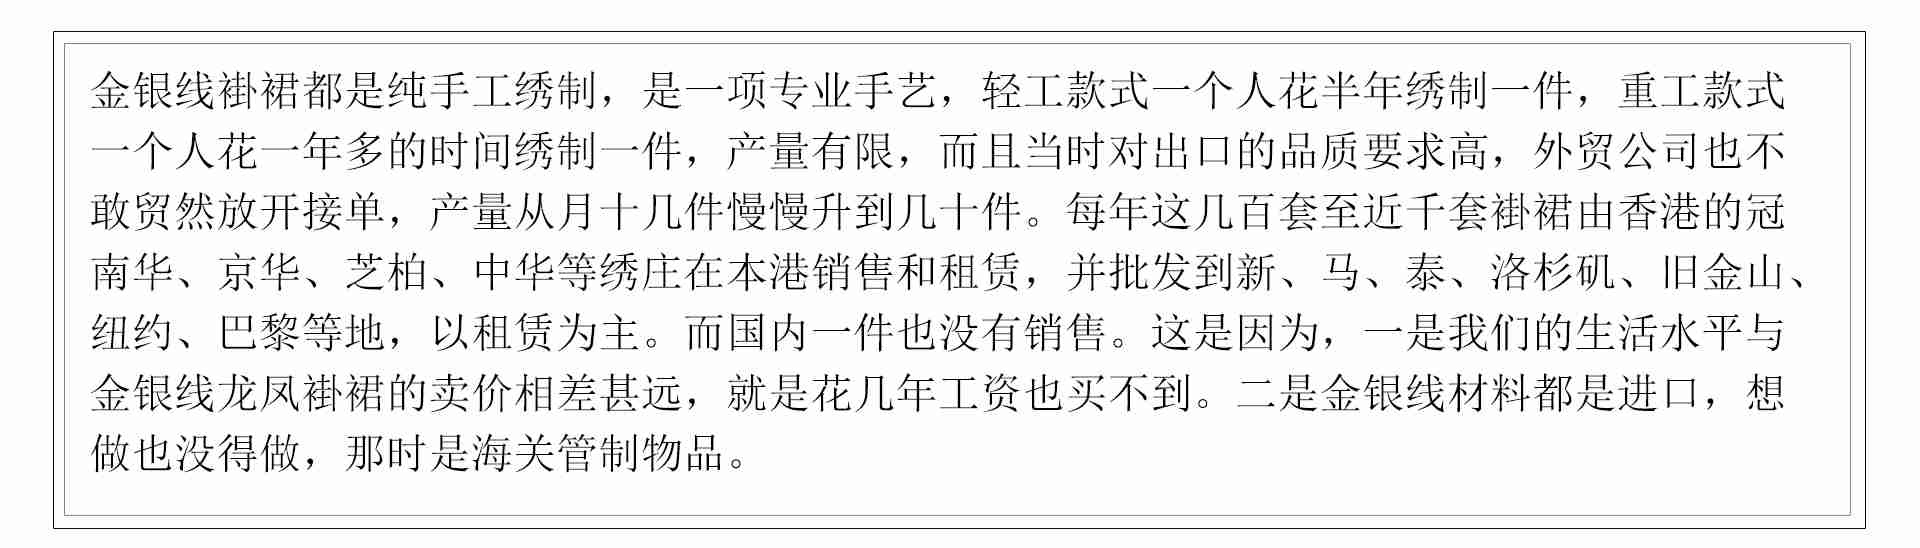 金银线褂裙都是纯手工绣制，是一项专业手艺，轻工款式一个人花半年绣制一件，重工款式
一个人花一年多的时间绣制一件，产量有限，而且当时对出口的品质要求高，外贸公司也不
敢贸然放开接单，产量从月十几件慢慢升到几十件。每年这几百套至近千套褂裙由香港的冠
南华、京华、芝柏、中华等绣庄在本港销售和租赁，并批发到新、马、泰、洛杉矶、旧金山、
纽约、巴黎等地，以租赁为主。而国内一件也没有销售。这是因为，一是我们的生活水平与
金银线龙凤褂裙的卖价相差甚远，就是花几年工资也买不到。二是金银线材料都是进口，想
做也没得做，那时是海关管制物品。